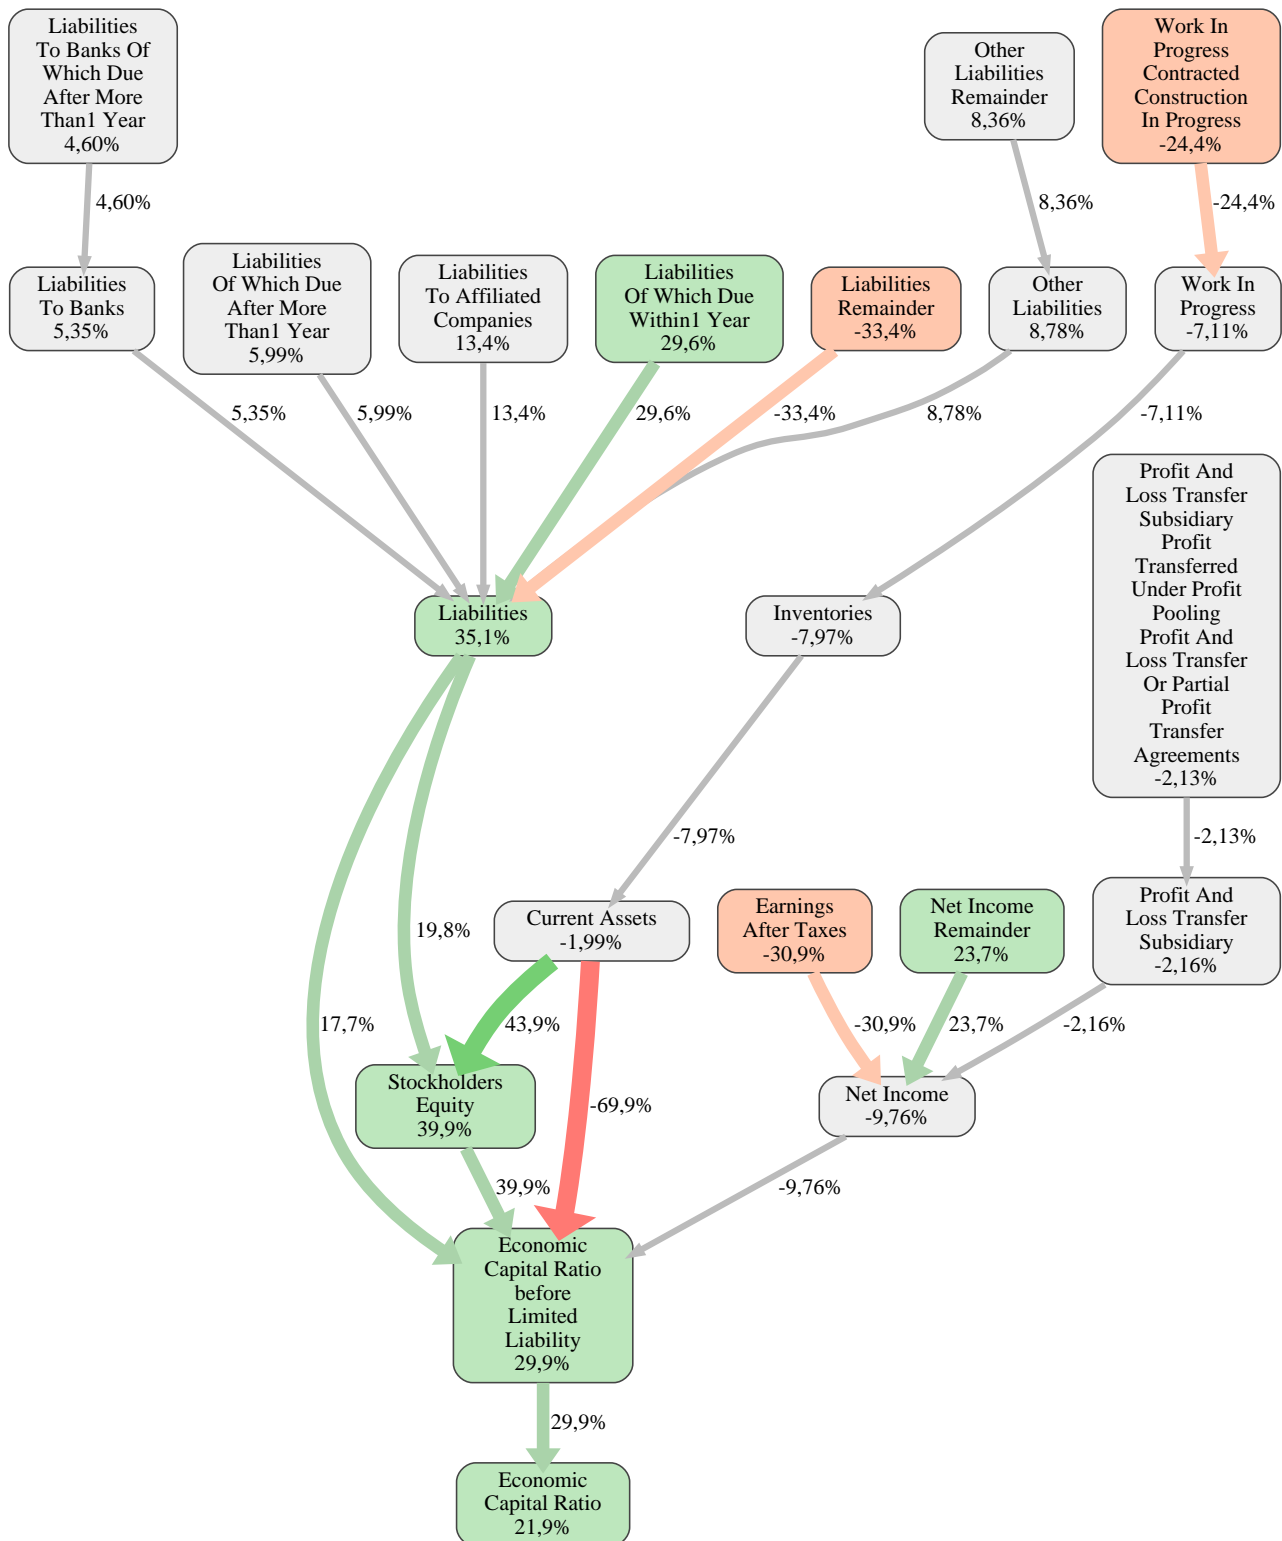 Liabilities
To Banks Of
Which Due
After More
Than1 Year
4,60%
Other
Liabilities
Remainder
8,36%
Work In
Progress
Contracted
Construction
In Progress
-24,4%
4,60%
8,36%
-24,4%
Liabilities
To Banks
5,35%
Liabilities
Of Which Due
After More
Than1 Year
5,99%
Liabilities
To Affiliated
Companies
13,4%
Liabilities
Of Which Due
Within1 Year
29,6%
Liabilities
Remainder
-33,4%
Other
Liabilities
8,78%
Work In
Progress
-7,11%
5,35%
5,99%
13,4%
29,6%
-33,4%
8,78%
-7,11%
Profit And
Loss Transfer
Subsidiary
Profit
Transferred
Under Profit
Pooling
Profit And
Loss Transfer
Or Partial
Profit
Transfer
Agreements
-2,13%
Liabilities
35,1%
Inventories
-7,97%
-7,97%
-2,13%
19,8%
Current Assets
-1,99%
Earnings
After Taxes
-30,9%
Net Income
Remainder
23,7%
Profit And
Loss Transfer
Subsidiary
-2,16%
17,7%
43,9%
-30,9%
23,7%
-2,16%
Stockholders
Equity
39,9%
-69,9%
Net Income
-9,76%
39,9%
-9,76%
Economic
Capital Ratio
before
Limited
Liability
29,9%
29,9%
Economic
Capital Ratio
21,9%